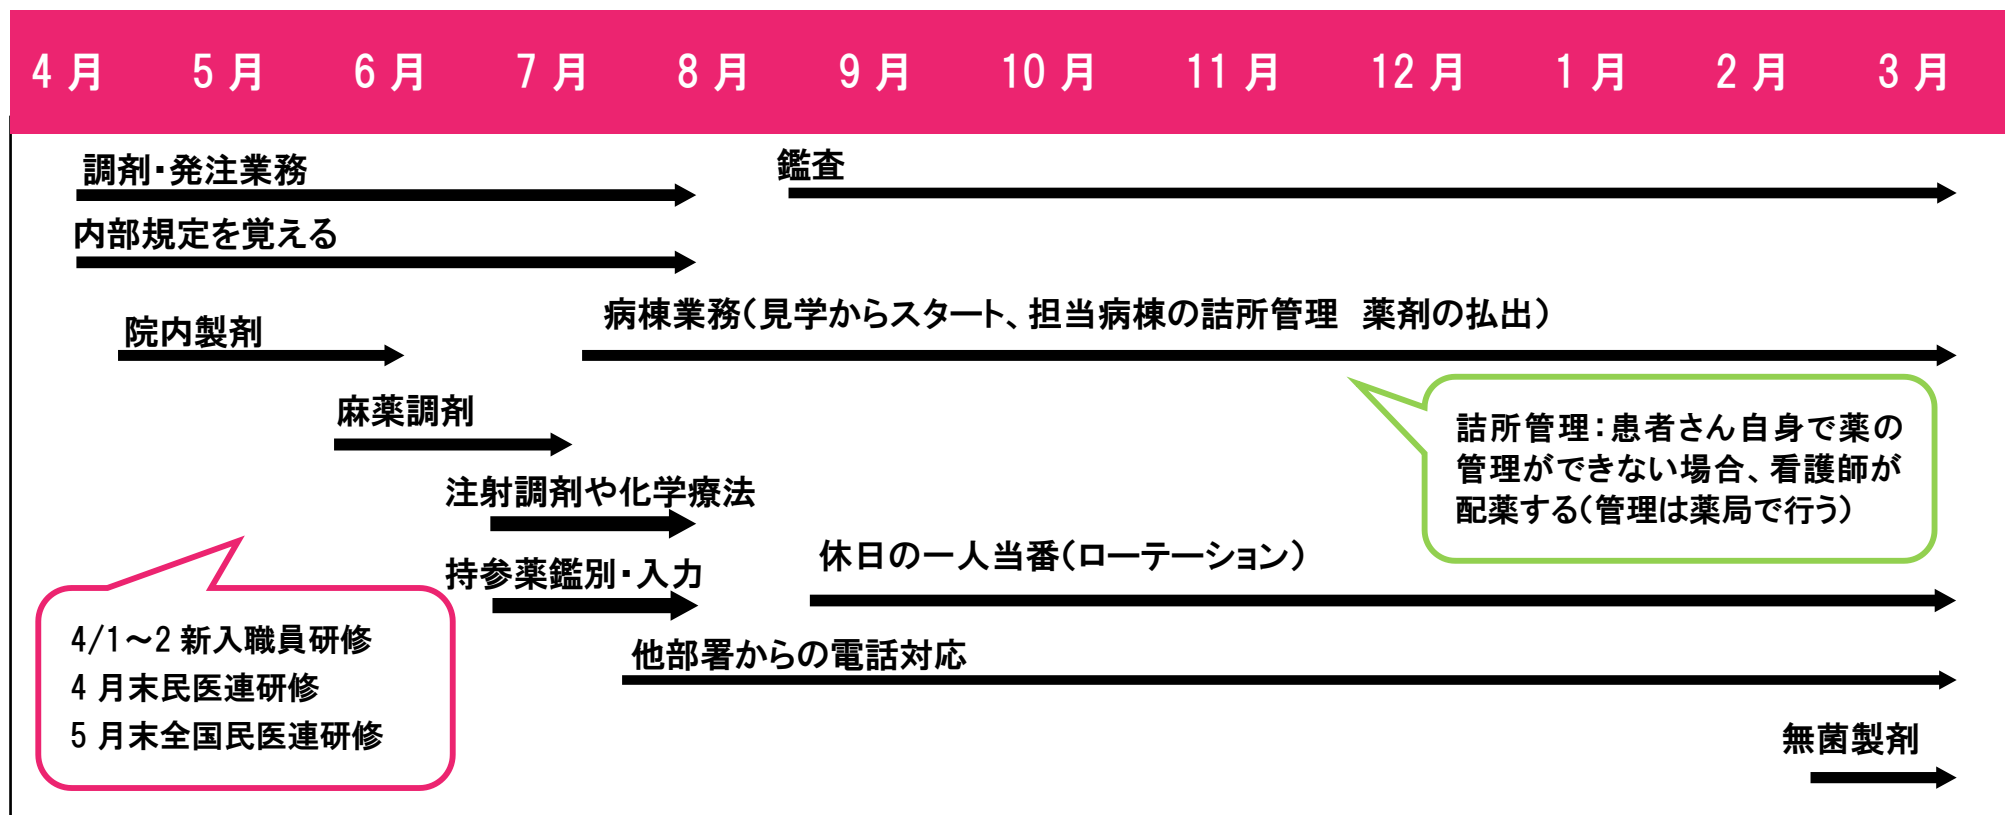 4月 5月 6月 7月 8月 9月 10月 11月 12月 1月 2月 3月
調剤・発注業務
鑑査
内部規定を覚える
病棟業務(見学からスタート、担当病棟の詰所管理　薬剤の払出)
院内製剤
麻薬調剤
詰所管理：患者さん自身で薬の
管理ができない場合、看護師が
配薬する(管理は薬局で行う)
注射調剤や化学療法
休日の一人当番(ローテーション)
持参薬鑑別・入力
4/1～2 新入職員研修
4 月末民医連研修
5 月末全国民医連研修
他部署からの電話対応
無菌製剤